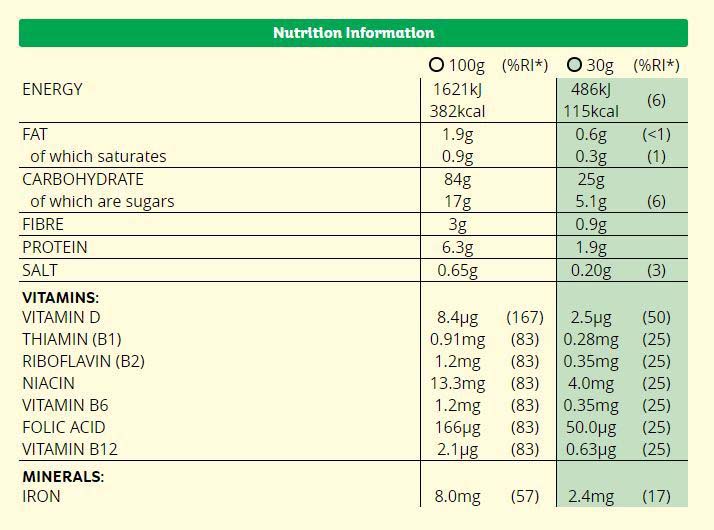 Nutrition Information
100g (%RI*) 30g (%RI*)
ENERGY 1621kJ 486kJ (6)
382kcal 115kcal
FAT 1.9g 0.6g (<1)
of which saturates 0.9g 0.3g (1)
CARBOHYDRATE 84g 25g
of which are sugars 17g 5.1g (6)
FIBRE 3g 0.9g
PROTEIN 6.3g 1.9g
SALT 0.65g 0.20g (3)
VITAMINS:
VITAMIN D 8.4µg (167) 2.5µg (50)
THIAMIN (B1) 0.91mg (83) 0.28mg (25)
RIBOFLAVIN (B2) 1.2mg (83) 0.35mg (25)
NIACIN 13.3mg (83) 4.0mg (25)
VITAMIN B6 1.2mg (83) 0.35mg (25)
FOLIC ACID 166µg (83) 50.0µg (25)
VITAMIN B12 2.1µg (83) 0.63µg (25)
MINERALS:
IRON 8.0mg (57) 2.4mg (17)